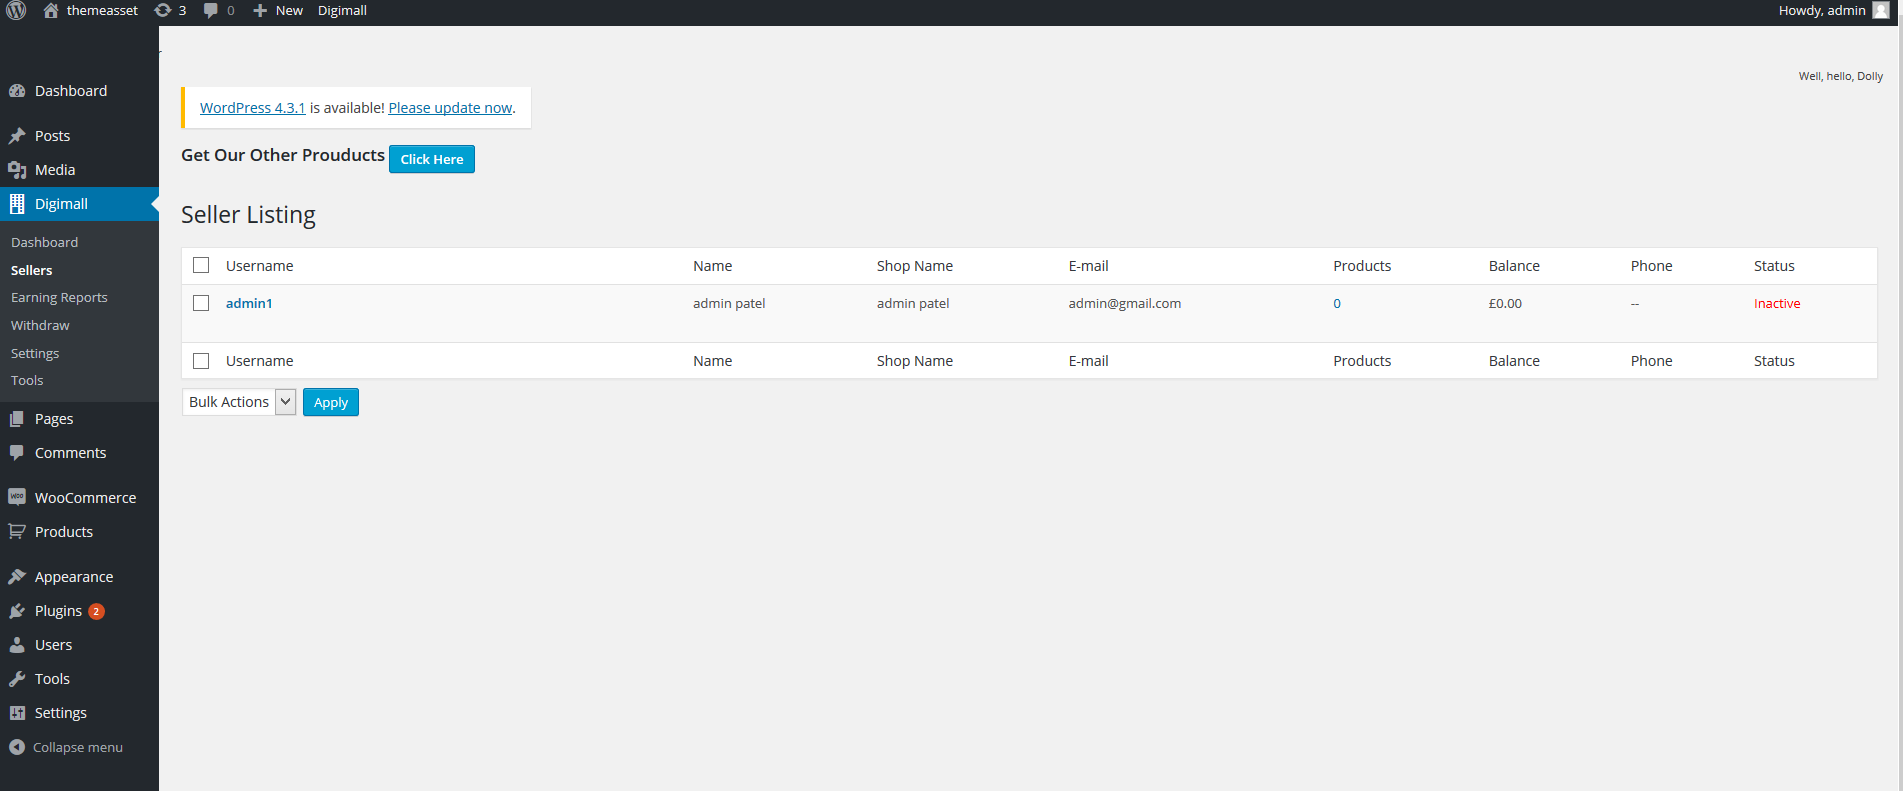 themeasset 3 0 New Digimall Howdy, admin
Well, hello, Dolly
Dashboard
Posts
Media
Digimall
Dashboard
Sellers
Earning Reports
Withdraw
Settings
Tools
Pages
Comments
WooCommerce
Products
Appearance
Plugins 2
Users
Tools
Settings
Collapse menu
WordPress 4.3.1 is available! Please update now.
Get Our Other Prouducts Click Here
Seller Listing
Username Name Shop Name E-mail Products Balance Phone Status
admin1 admin patel admin patel admin@gmail.com 0 £0.00 -- Inactive
Username Name Shop Name E-mail Products Balance Phone Status
Bulk Actions Apply